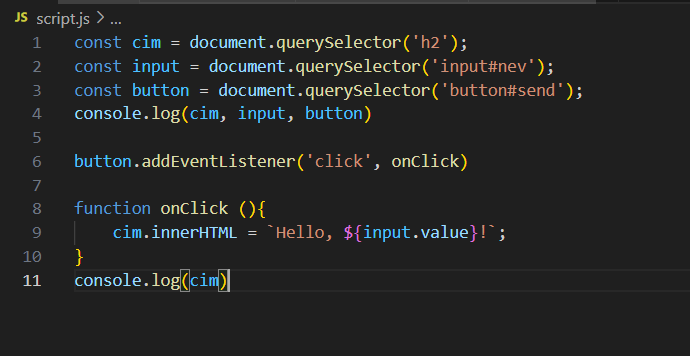 JS script.js > ...
1 const cim = document.querySelector('h2');
2 const input = document.querySelector('input#nev');
3 const button = document.querySelector('button#send');
4 console.log(cim, input, button)
5
6 button.addEventListener('click', onClick)
7
8 function onClick (){
9     cim.innerHTML = `Hello, ${input.value}!`;
10 }
11 console.log(cim)